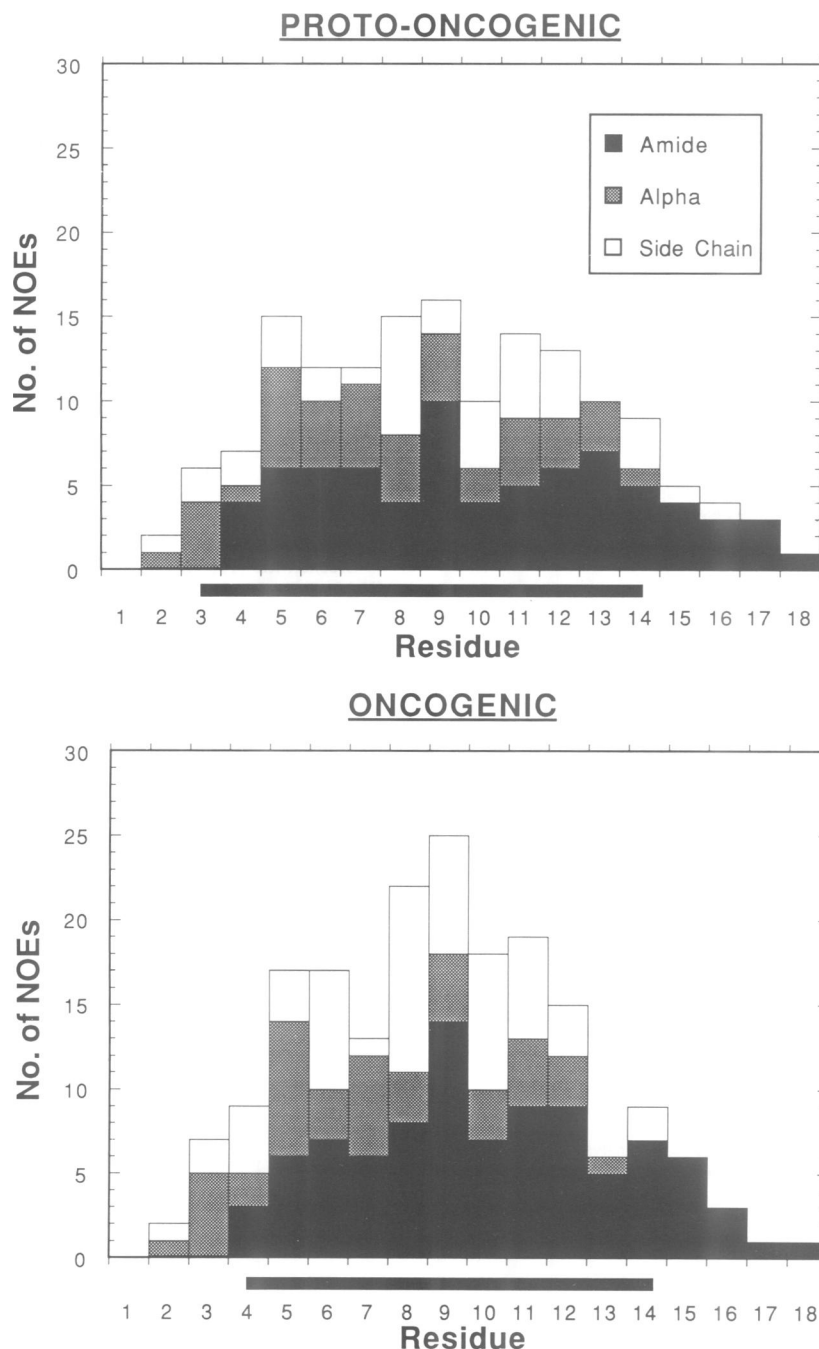 PROTO-ONCOGENIC
30
25
20
15
10
5
0
No. of NOEs
Amide
Alpha
Side Chain
1 2 3 4 5 6 7 8 9 10 11 12 13 14 15 16 17 18
Residue
ONCOGENIC
30
25
20
15
10
5
0
No. of NOEs
1 2 3 4 5 6 7 8 9 10 11 12 13 14 15 16 17 18
Residue